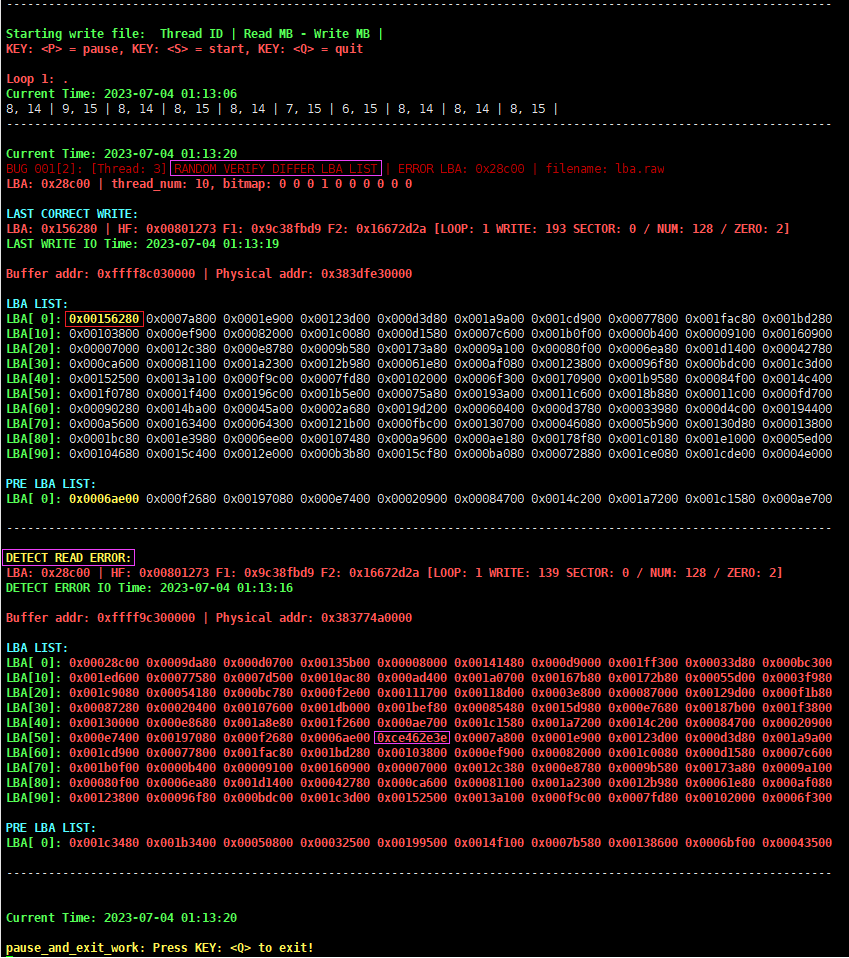 --------------------------------------------------------------------------------------------------------------------
Starting write file:  Thread ID | Read MB - Write MB |
KEY: <P> = pause, KEY: <S> = start, KEY: <Q> = quit
Loop 1: .
Current Time: 2023-07-04 01:13:06
8, 14 | 9, 15 | 8, 14 | 8, 15 | 8, 14 | 7, 15 | 6, 15 | 8, 14 | 8, 14 | 8, 15 |
--------------------------------------------------------------------------------------------------------------------
Current Time: 2023-07-04 01:13:20
BUG 001[2]: [Thread: 3] RANDOM VERIFY DIFFER LBA LIST | ERROR LBA: 0x28c00 | filename: lba.raw
LBA: 0x28c00 | thread_num: 10, bitmap: 0 0 0 1 0 0 0 0 0 0
LAST CORRECT WRITE:
LBA: 0x156280 | HF: 0x00801273 F1: 0x9c38fbd9 F2: 0x16672d2a [LOOP: 1 WRITE: 193 SECTOR: 0 / NUM: 128 / ZERO: 2]
LAST WRITE IO Time: 2023-07-04 01:13:19
Buffer addr: 0xffff8c030000 | Physical addr: 0x383dfe30000
LBA LIST:
LBA[ 0]: 0x00156280 0x0007a800 0x0001e900 0x00123d00 0x000d3d80 0x001a9a00 0x001cd900 0x00077800 0x001fac80 0x001bd280
LBA[10]: 0x00103800 0x000ef900 0x00082000 0x001c0080 0x000d1580 0x0007c600 0x001b0f00 0x0000b400 0x00009100 0x00160900
LBA[20]: 0x00007000 0x0012c380 0x000e8780 0x0009b580 0x00173a80 0x0009a100 0x00080f00 0x0006ea80 0x001d1400 0x00042780
LBA[30]: 0x000ca600 0x00081100 0x001a2300 0x0012b980 0x00061e80 0x000af080 0x00123800 0x00096f80 0x000bdc00 0x001c3d00
LBA[40]: 0x00152500 0x0013a100 0x000f9c00 0x0007fd80 0x00102000 0x0006f300 0x00170900 0x001b9580 0x00084f00 0x0014c400
LBA[50]: 0x001f0780 0x0001f400 0x00196c00 0x001b5e00 0x00075a80 0x00193a00 0x0011c600 0x0018b880 0x00011c00 0x000fd700
LBA[60]: 0x00090280 0x0014ba00 0x00045a00 0x0002a680 0x0019d200 0x00060400 0x000d3780 0x00033980 0x000d4c00 0x00194400
LBA[70]: 0x000a5600 0x00163400 0x00064300 0x00121b00 0x000fbc00 0x00130700 0x00046080 0x0005b900 0x00130d80 0x00013800
LBA[80]: 0x0001bc80 0x001e3980 0x0006ee00 0x00107480 0x000a9600 0x000ae180 0x00178f80 0x001c0180 0x001e1000 0x0005ed00
LBA[90]: 0x00104680 0x0015c400 0x0012e000 0x000b3b80 0x0015cf80 0x000ba080 0x00072880 0x001ce080 0x001cde00 0x0004e000
PRE LBA LIST:
LBA[ 0]: 0x0006ae00 0x000f2680 0x00197080 0x000e7400 0x00020900 0x00084700 0x0014c200 0x001a7200 0x001c1580 0x000ae700
--------------------------------------------------------------------------------------------------------------------
DETECT READ ERROR:
LBA: 0x28c00 | HF: 0x00801273 F1: 0x9c38fbd9 F2: 0x16672d2a [LOOP: 1 WRITE: 139 SECTOR: 0 / NUM: 128 / ZERO: 2]
DETECT ERROR IO Time: 2023-07-04 01:13:16
Buffer addr: 0xffff9c300000 | Physical addr: 0x383774a0000
LBA LIST:
LBA[ 0]: 0x00028c00 0x0009da80 0x000d0700 0x00135b00 0x00008000 0x00141480 0x000d9000 0x001ff300 0x00033d80 0x000bc300
LBA[10]: 0x001ed600 0x00077580 0x0007d500 0x0010ac80 0x000ad400 0x001a0700 0x00167b80 0x00172b80 0x00055d00 0x0003f980
LBA[20]: 0x001c9080 0x00054180 0x000bc780 0x000f2e00 0x00111700 0x00118d00 0x0003e800 0x00087000 0x00129d00 0x000f1b80
LBA[30]: 0x00087280 0x00020400 0x00107600 0x001db000 0x001bef80 0x00085480 0x0015d980 0x000e7680 0x00187b00 0x001f3800
LBA[40]: 0x00130000 0x000e8680 0x001a8e80 0x001f2600 0x000ae700 0x001c1580 0x001a7200 0x0014c200 0x00084700 0x00020900
LBA[50]: 0x000e7400 0x00197080 0x000f2680 0x0006ae00 0xce462e3e 0x0007a800 0x0001e900 0x00123d00 0x000d3d80 0x001a9a00
LBA[60]: 0x001cd900 0x00077800 0x001fac80 0x001bd280 0x00103800 0x000ef900 0x00082000 0x001c0080 0x000d1580 0x0007c600
LBA[70]: 0x001b0f00 0x0000b400 0x00009100 0x00160900 0x00007000 0x0012c380 0x000e8780 0x0009b580 0x00173a80 0x0009a100
LBA[80]: 0x00080f00 0x0006ea80 0x001d1400 0x00042780 0x000ca600 0x00081100 0x001a2300 0x0012b980 0x00061e80 0x000af080
LBA[90]: 0x00123800 0x00096f80 0x000bdc00 0x001c3d00 0x00152500 0x0013a100 0x000f9c00 0x0007fd80 0x00102000 0x0006f300
PRE LBA LIST:
LBA[ 0]: 0x001c3480 0x001b3400 0x00050800 0x00032500 0x00199500 0x0014f100 0x0007b580 0x00138600 0x0006bf00 0x00043500
--------------------------------------------------------------------------------------------------------------------
Current Time: 2023-07-04 01:13:20
pause_and_exit_work: Press KEY: <Q> to exit!